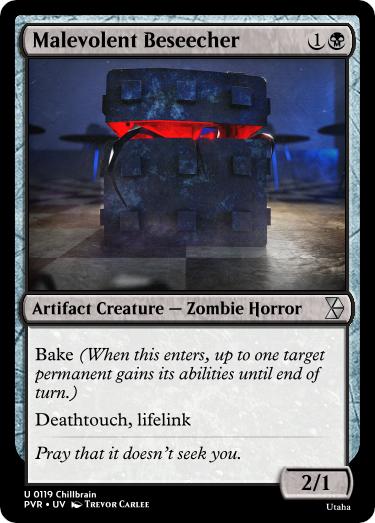 Malevolent Beseecher 1
Artifact Creature — Zombie Horror
Bake (When this enters, up to one target
permanent gains its abilities until end of
turn.)
Deathtouch, lifelink
Pray that it doesn't seek you.
2/1
U 0119 Chillbrain
PVR • UV Trevor Carlee
Utaha